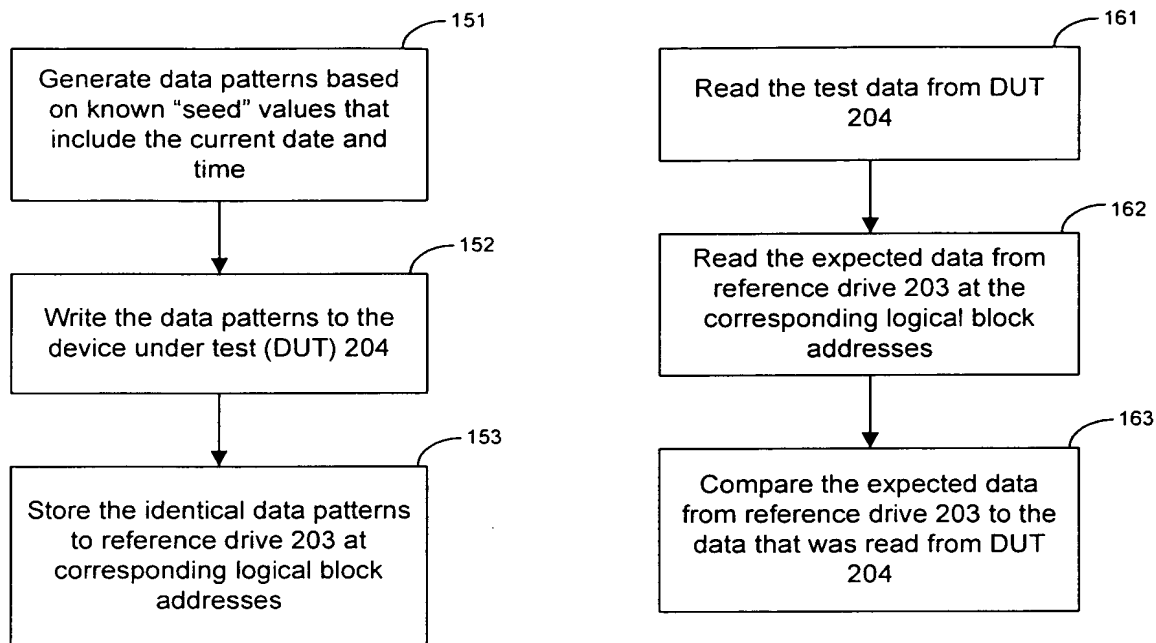 151
Generate data patterns based
on known “seed” values that
include the current date and
time
152
Write the data patterns to the
device under test (DUT) 204
153
Store the identical data patterns
to reference drive 203 at
corresponding logical block
addresses
161
Read the test data from DUT
204
162
Read the expected data from
reference drive 203 at the
corresponding logical block
addresses
163
Compare the expected data
from reference drive 203 to the
data that was read from DUT
204